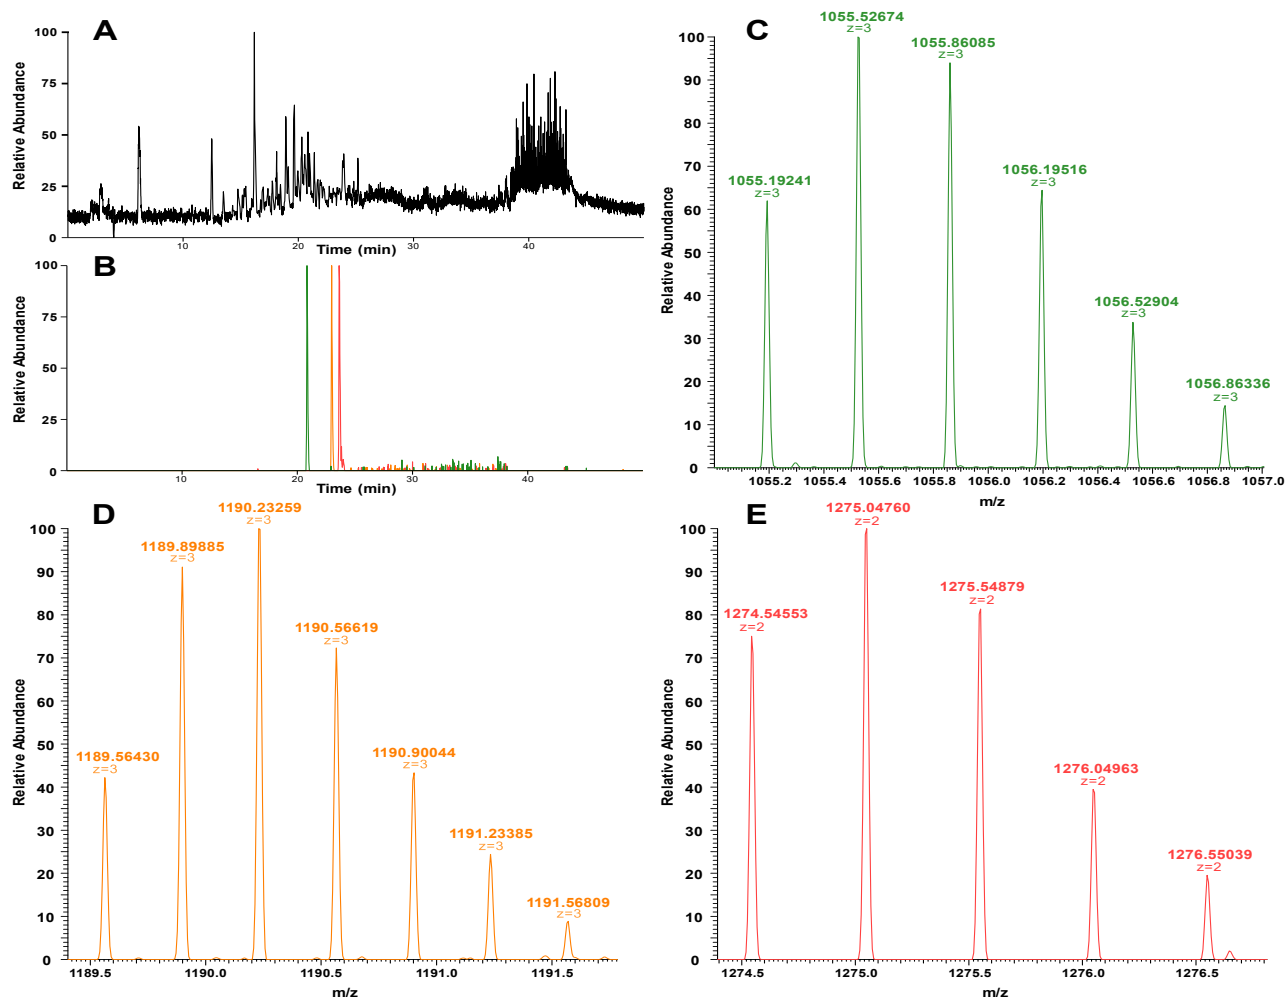 A
100
75
50
25
0
Relative Abundance
10
20
30
40
Time (min)
B
100
75
50
25
0
Relative Abundance
10
20
30
40
Time (min)
C
100
90
80
70
60
50
40
30
20
10
0
Relative Abundance
1055.19241
z=3
1055.52674
z=3
1055.86085
z=3
1056.19516
z=3
1056.52904
z=3
1056.86336
z=3
1055.2
1055.4
1055.6
1055.8
1056.0
1056.2
1056.4
1056.6
1056.8
1057.0
m/z
D
100
90
80
70
60
50
40
30
20
10
0
Relative Abundance
1189.56430
z=3
1189.89885
z=3
1190.23259
z=3
1190.56619
z=3
1190.90044
z=3
1191.23385
z=3
1191.56809
z=3
1189.5
1190.0
1190.5
1191.0
1191.5
m/z
E
100
90
80
70
60
50
40
30
20
10
0
Relative Abundance
1274.54553
z=2
1275.04760
z=2
1275.54879
z=2
1276.04963
z=2
1276.55039
z=2
1274.5
1275.0
1275.5
1276.0
1276.5
m/z